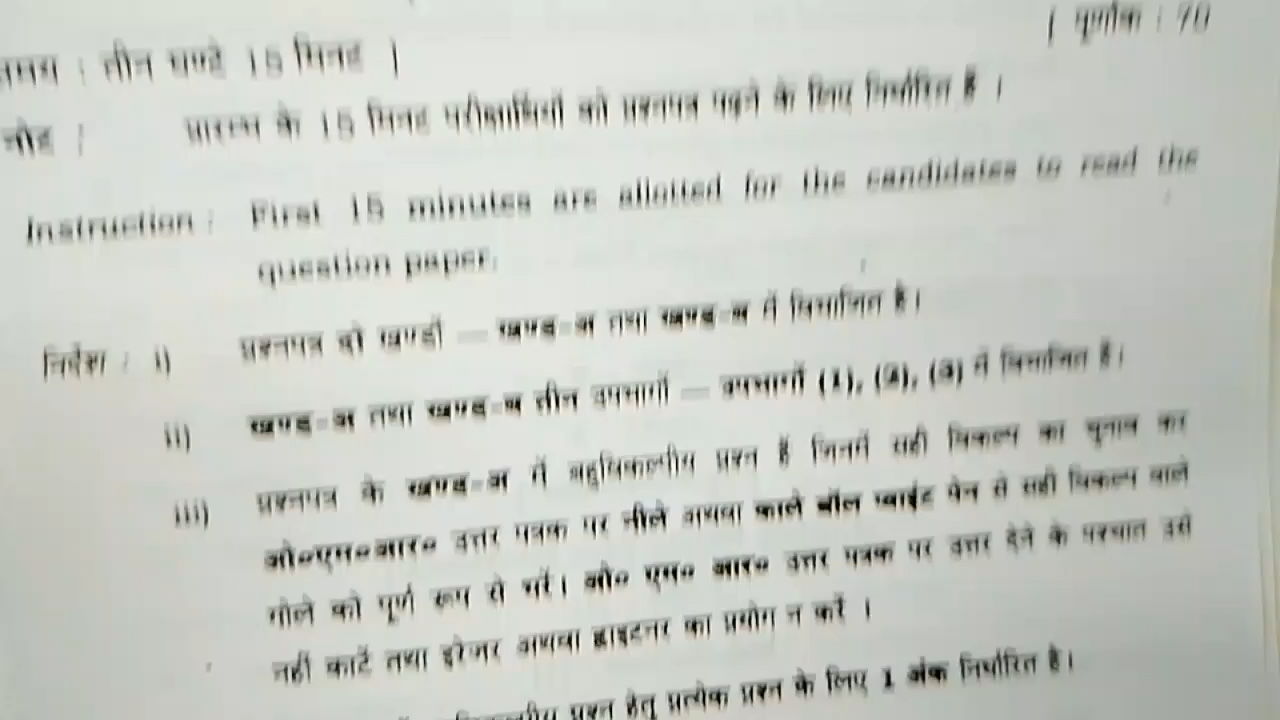 समय : तीन घण्टे 15 मिनट ] [ पूर्णांक : 70
नोट : प्रारम्भ के 15 मिनट परीक्षार्थियों को प्रश्नपत्र पढ़ने के लिए निर्धारित हैं ।
Instruction : First 15 minutes are allotted for the candidates to read the
question paper.
निर्देश : i) प्रश्नपत्र दो खण्डों — खण्ड-अ तथा खण्ड-ब में विभाजित है।
ii) खण्ड-अ तथा खण्ड-ब तीन उपभागों — उपभागों (1), (2), (3) में विभाजित हैं।
iii) प्रश्नपत्र के खण्ड-अ में बहुविकल्पीय प्रश्न हैं जिनमें सही विकल्प का चुनाव कर
ओ०एम०आर० उत्तर पत्रक पर नीले अथवा काले बॉल प्वाइंट पेन से सही विकल्प वाले
गोले को पूर्ण रूप से भरें। ओ० एम० आर० उत्तर पत्रक पर उत्तर देने के पश्चात उसे
नहीं काटें तथा इरेजर अथवा ह्वाइटनर का प्रयोग न करें ।
प्रश्न हेतु प्रत्येक प्रश्न के लिए 1 अंक निर्धारित है।